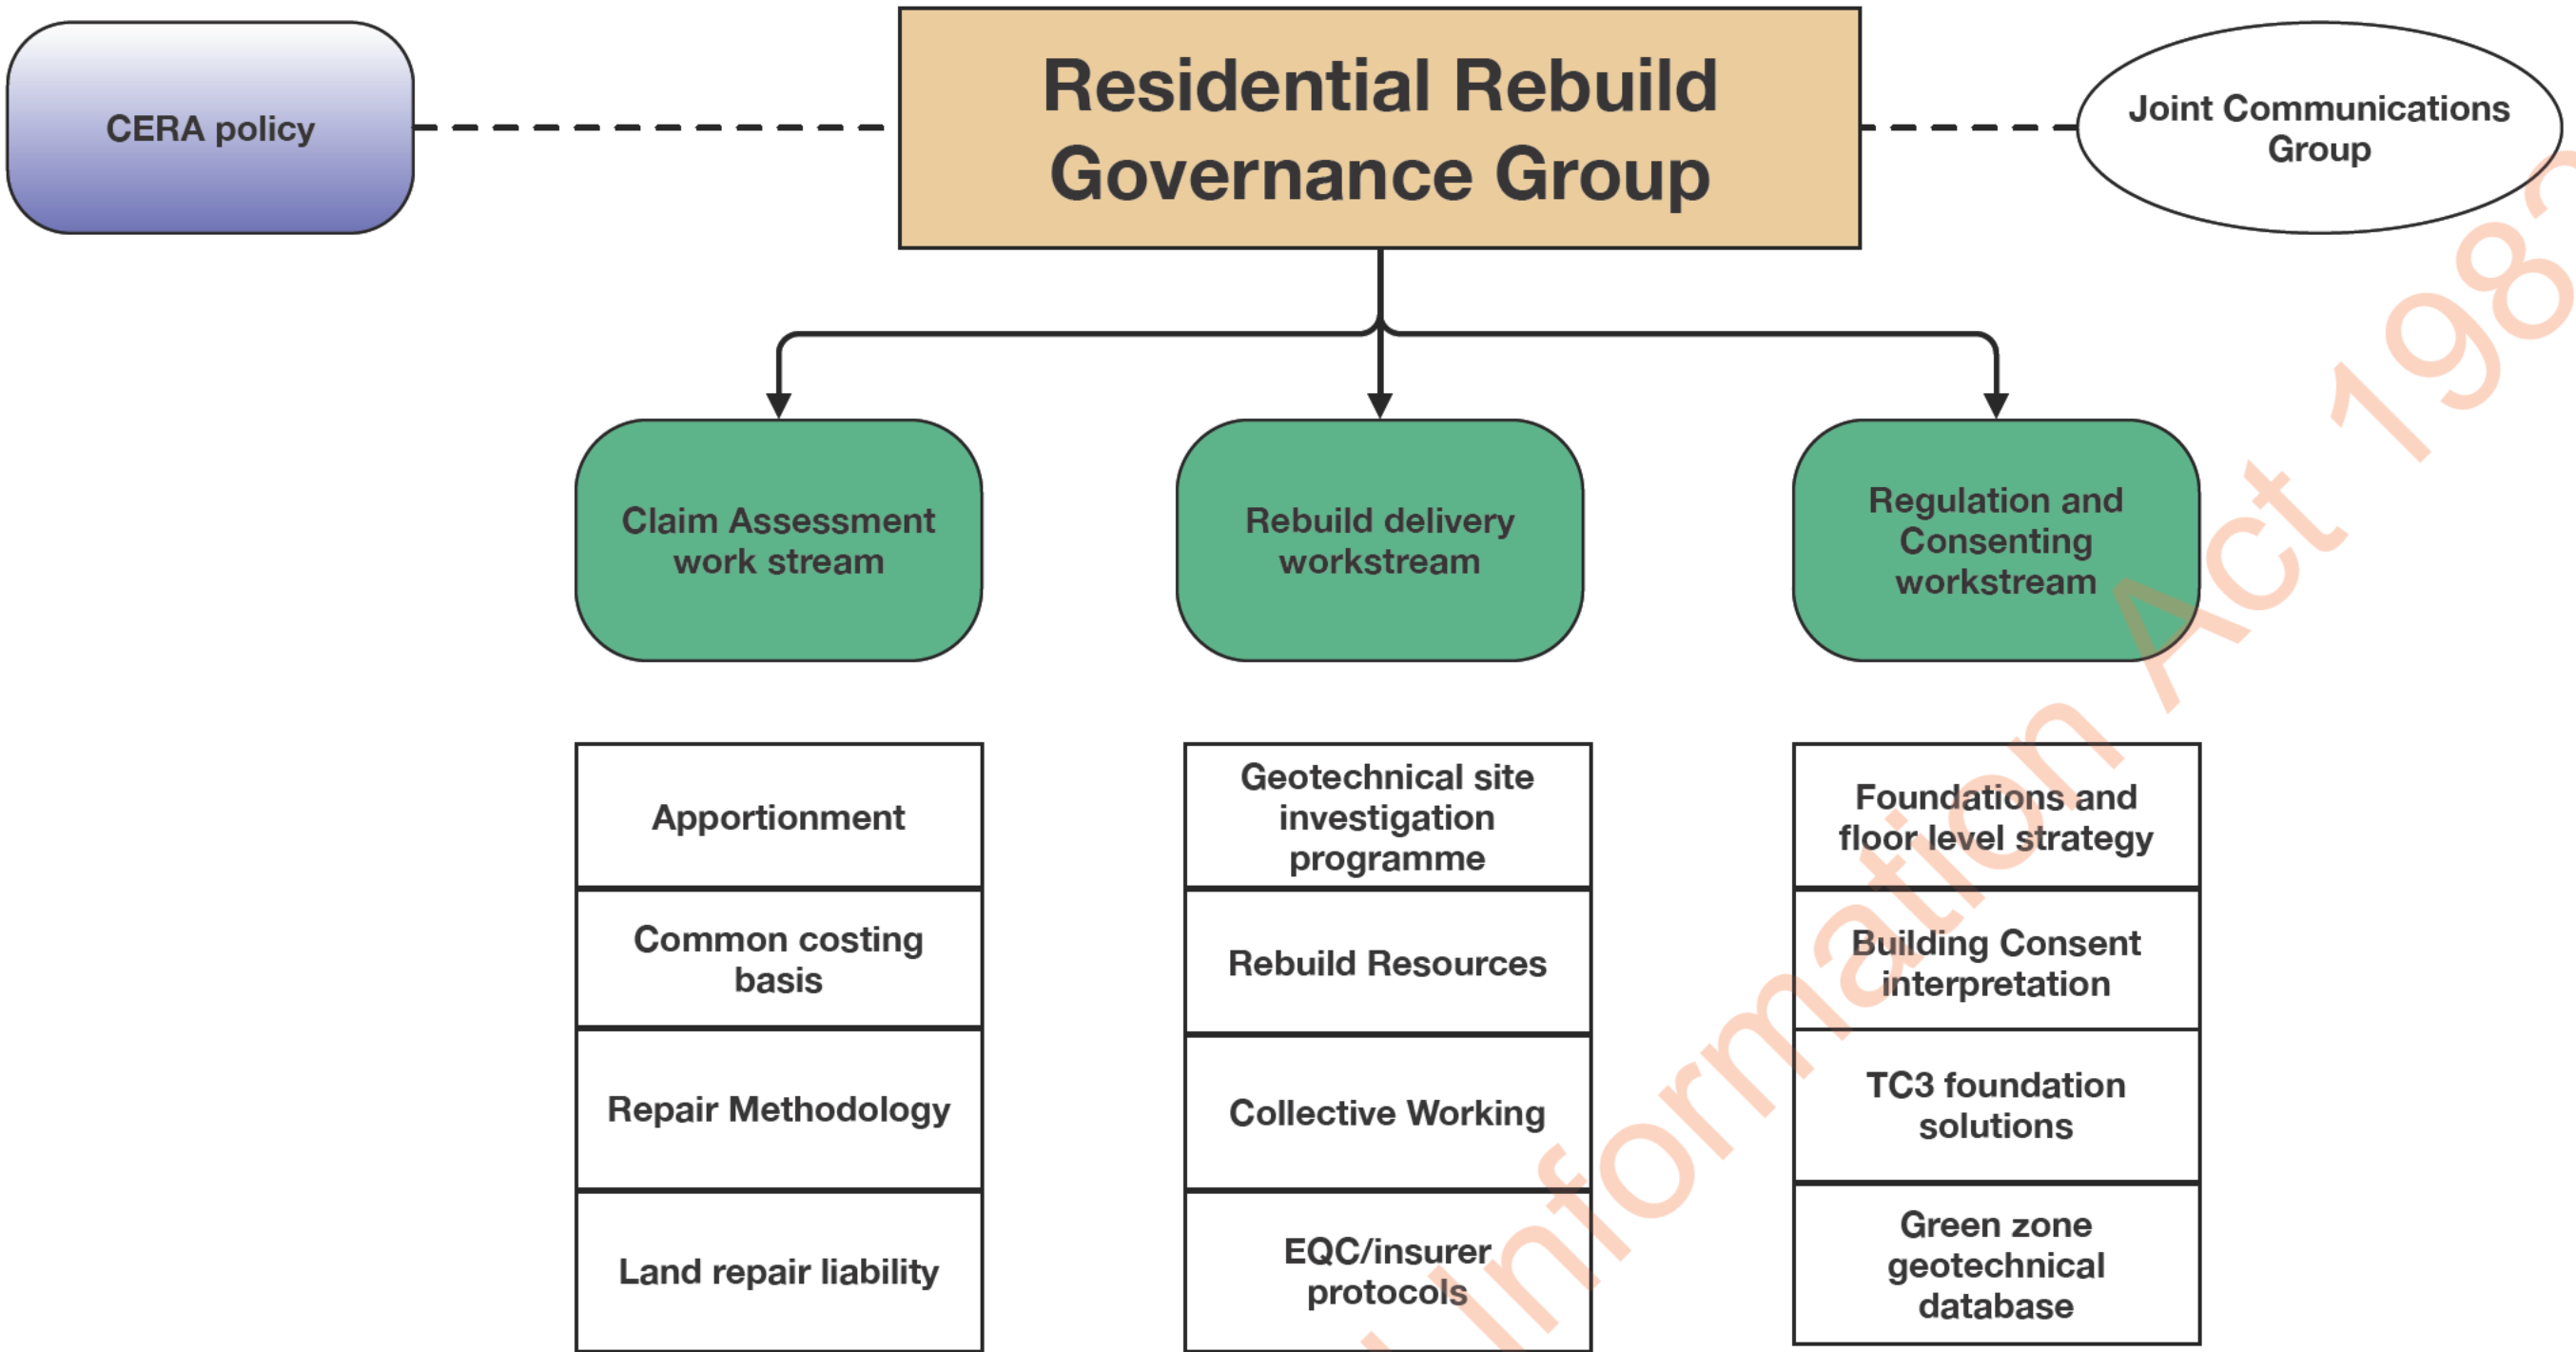 CERA policy
Residential Rebuild
Governance Group
Joint Communications
Group
Claim Assessment
work stream
Rebuild delivery
workstream
Regulation and
Consenting
workstream
Apportionment
Common costing
basis
Repair Methodology
Land repair liability
Geotechnical site
investigation
programme
Rebuild Resources
Collective Working
EQC/insurer
protocols
Foundations and
floor level strategy
Building Consent
interpretation
TC3 foundation
solutions
Green zone
geotechnical
database
Information Act